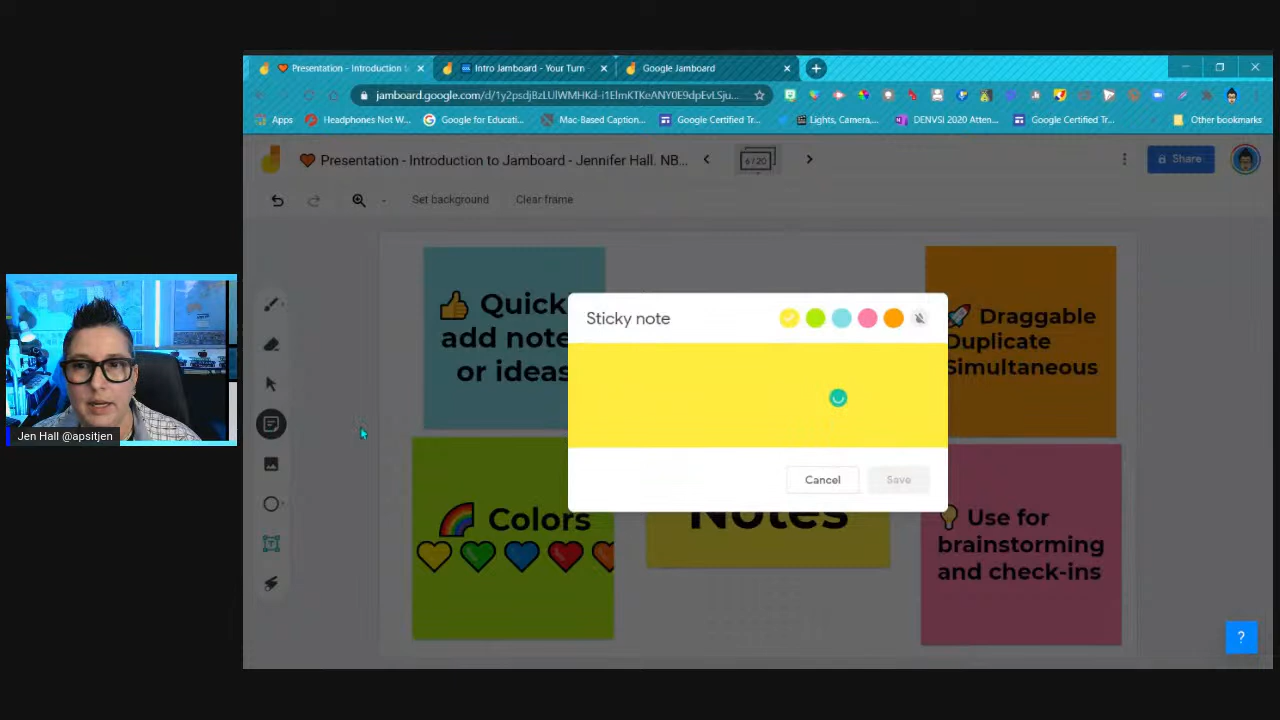 Presentation - Introduction to
Intro Jamboard - Your Turn
Google Jamboard
jamboard.google.com/d/
Apps
Headphones Not W...
Google for Educati...
Mac-Based Caption...
Google Certified Tr...
Lights, Camera,...
DENVSI 2020 Atten...
Google Certified Tr...
Other bookmarks
Presentation - Introduction to Jamboard - Jennifer Hall. NB...
6/20
Share
Set background
Clear frame
👍 Quick
add note
or ideas
Sticky note
Cancel
Save
🚀 Draggable
Duplicate
Simultaneous
🌈 Colors
Notes
💡 Use for
brainstorming
and check-ins
Jen Hall @apsitjen
?